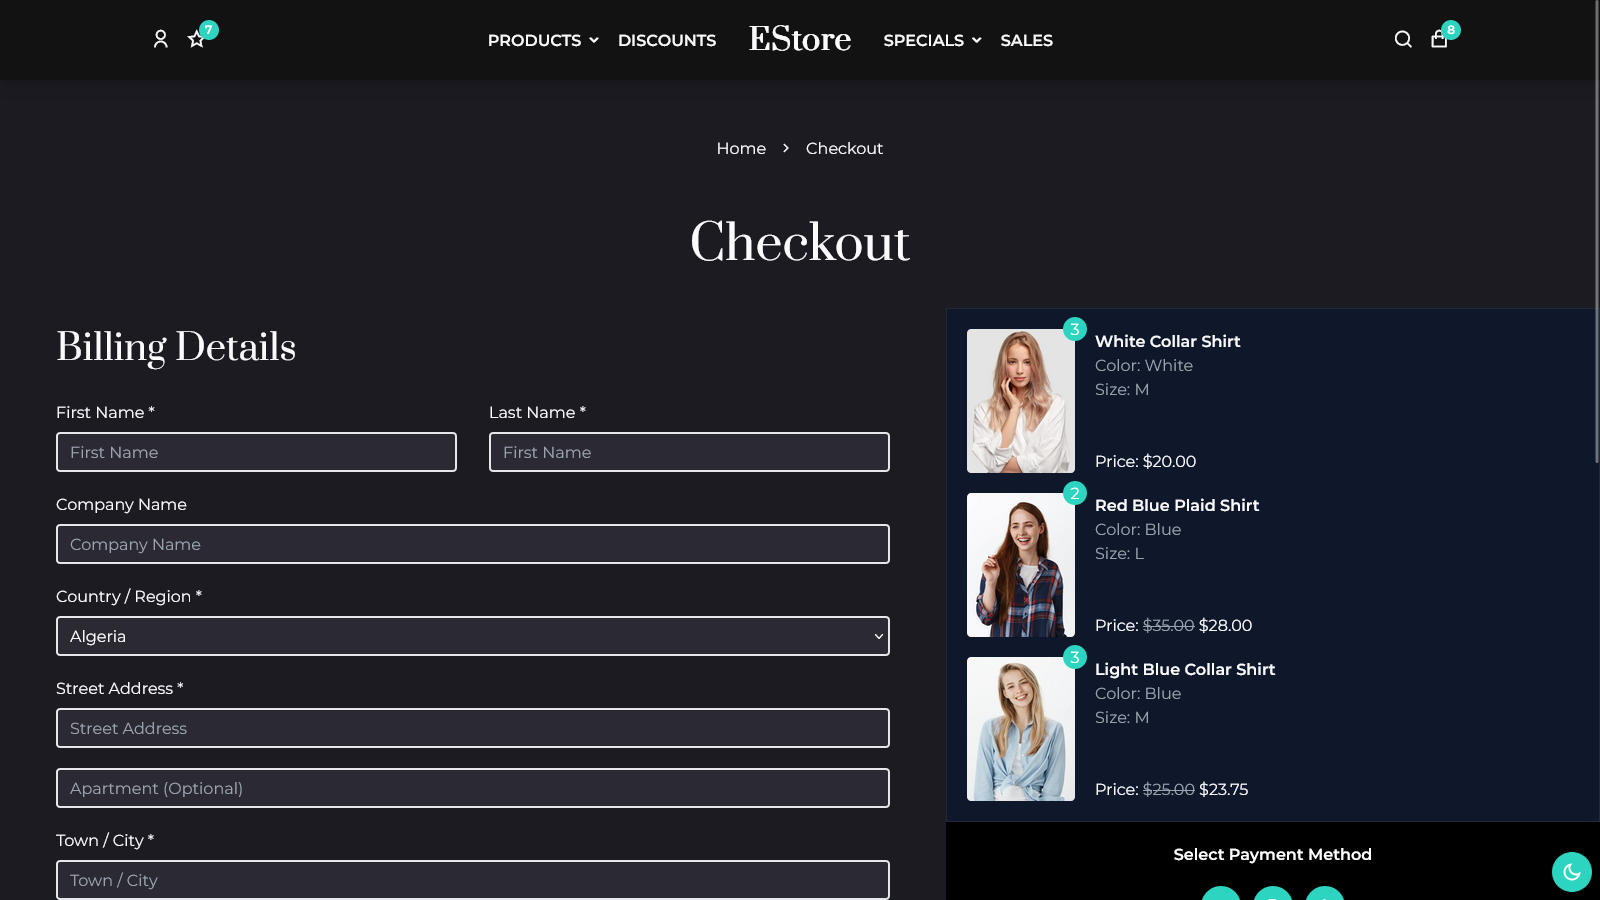 7
PRODUCTS
DISCOUNTS
EStore
SPECIALS
SALES
8
Home
Checkout
Checkout
Billing Details
First Name *
Last Name *
First Name
First Name
Company Name
Company Name
Country / Region *
Algeria
Street Address *
Street Address
Apartment (Optional)
Town / City *
Town / City
3
White Collar Shirt
Color: White
Size: M
Price: $20.00
2
Red Blue Plaid Shirt
Color: Blue
Size: L
Price: $35.00 $28.00
3
Light Blue Collar Shirt
Color: Blue
Size: M
Price: $25.00 $23.75
Select Payment Method